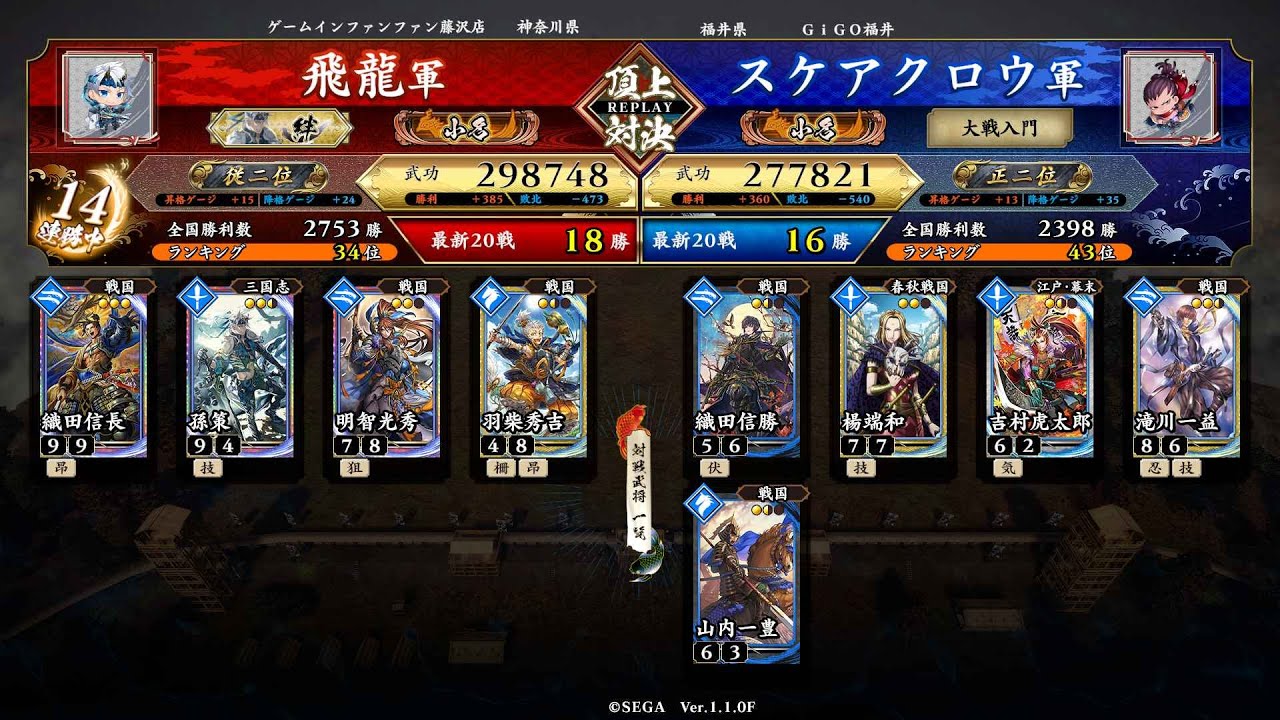 ゲームインファンファン藤沢店 神奈川県
福井県 ＧｉＧＯ福井
飛龍軍
頂上
REPLAY
対決
スケアクロウ軍
絆
小名
小名
大戦入門
従二位
武功 298748
武功 277821
正二位
昇格ゲージ +15 降格ゲージ +24
勝利 +385 敗北 -473
勝利 +360 敗北 -540
昇格ゲージ +13 降格ゲージ +35
14連勝中
全国勝利数 2753勝
最新20戦 18勝
最新20戦 16勝
全国勝利数 2398勝
ランキング 34位
ランキング 43位
戦国
織田信長
9 9
昂
三国志
孫策
9 4
技
戦国
明智光秀
7 8
狙
戦国
羽柴秀吉
4 8
柵 昂
対戦武将一覧
戦国
織田信勝
5 6
伏
春秋戦国
楊端和
7 7
技
江戸・幕末
吉村虎太郎
6 2
気
戦国
滝川一益
8 6
忍 技
戦国
山内一豊
6 3
©SEGA Ver.1.1.0F